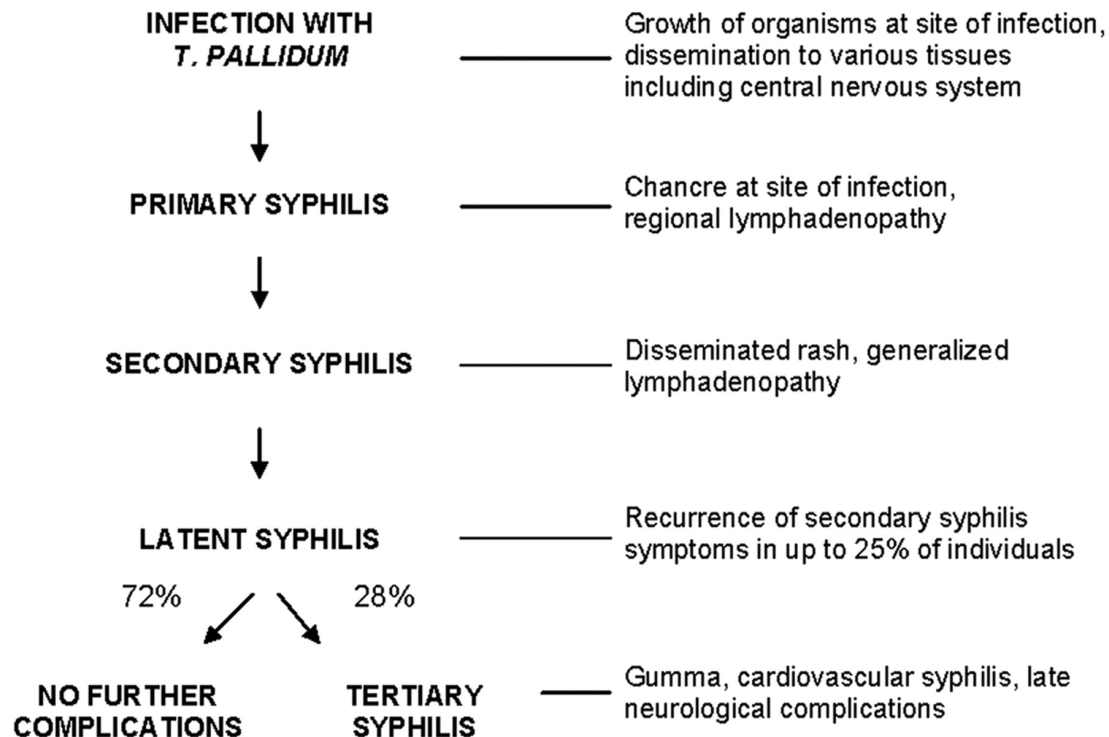 INFECTION WITH
T. PALLIDUM
Growth of organisms at site of infection,
dissemination to various tissues
including central nervous system
PRIMARY SYPHILIS
Chancre at site of infection,
regional lymphadenopathy
SECONDARY SYPHILIS
Disseminated rash, generalized
lymphadenopathy
LATENT SYPHILIS
Recurrence of secondary syphilis
symptoms in up to 25% of individuals
72%
28%
NO FURTHER
COMPLICATIONS
TERTIARY
SYPHILIS
Gumma, cardiovascular syphilis, late
neurological complications